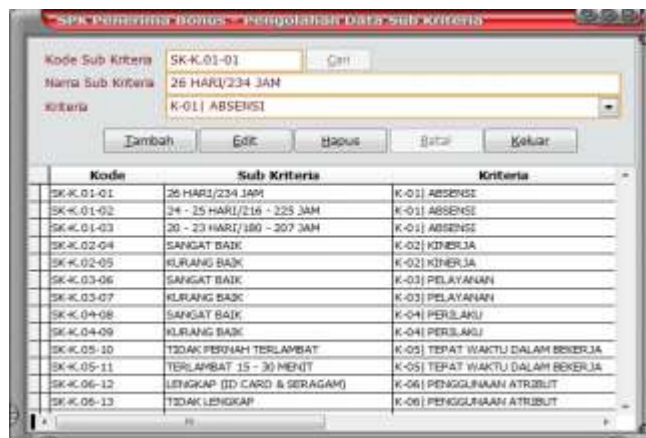 SPK Penerima Bonus - Pengolahan Data Sub Kriteria
Kode Sub Kriteria SK-K.01-01 Cari
Nama Sub Kriteria 26 HARI/234 JAM
Kriteria K-01| ABSENSI
Tambah Edit Hapus Batal Keluar
Kode Sub Kriteria Kriteria
SK-K.01-01 26 HARI/234 JAM K-01| ABSENSI
SK-K.01-02 24 - 25 HARI/216 - 225 JAM K-01| ABSENSI
SK-K.01-03 20 - 23 HARI/180 - 207 JAM K-01| ABSENSI
SK-K.02-04 SANGAT BAIK K-02| KINERJA
SK-K.02-05 KURANG BAIK K-02| KINERJA
SK-K.03-06 SANGAT BAIK K-03| PELAYANAN
SK-K.03-07 KURANG BAIK K-03| PELAYANAN
SK-K.04-08 SANGAT BAIK K-04| PERILAKU
SK-K.04-09 KURANG BAIK K-04| PERILAKU
SK-K.05-10 TIDAK PERNAH TERLAMBAT K-05| TEPAT WAKTU DALAM BEKERJA
SK-K.05-11 TERLAMBAT 15 - 30 MENIT K-05| TEPAT WAKTU DALAM BEKERJA
SK-K.06-12 LENGKAP (ID CARD & SERAGAM) K-06| PENGGUNAAN ATRIBUT
SK-K.06-13 TIDAK LENGKAP K-06| PENGGUNAAN ATRIBUT